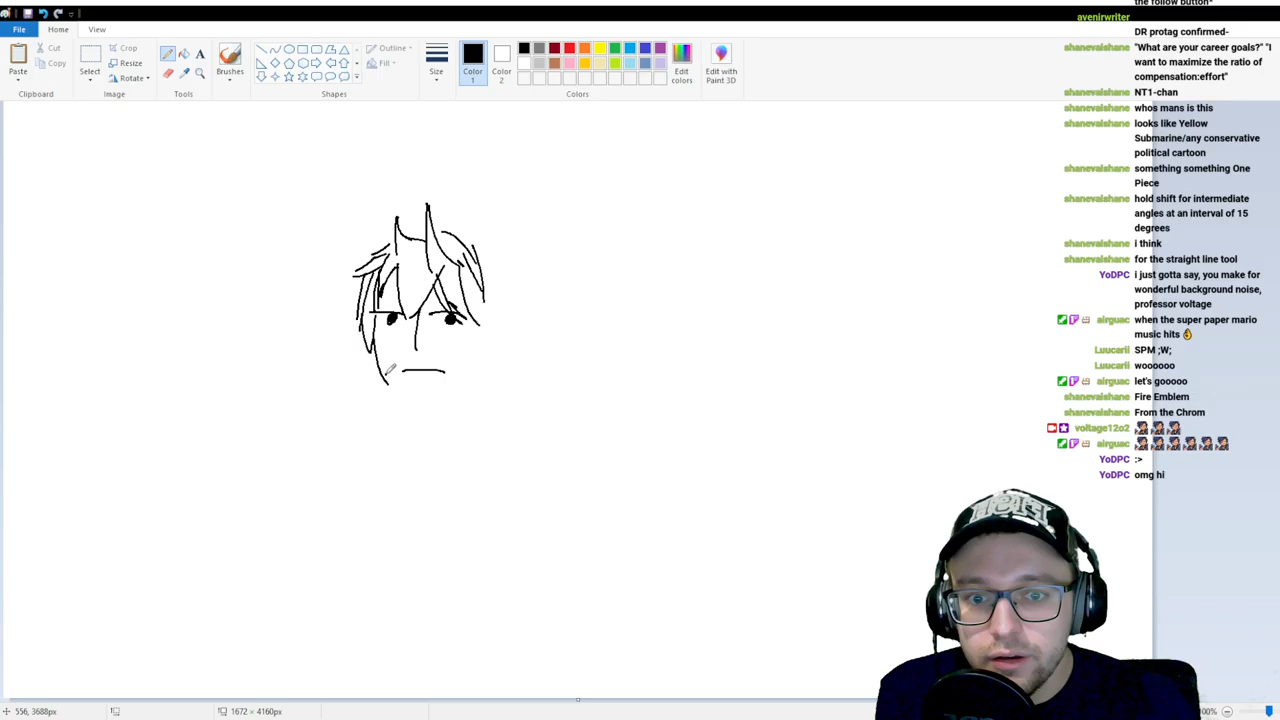 the follow button*
avenirwriter
DR protag confirmed-
File
Home
View
shanevalshane "What are your career goals?" "I
want to maximize the ratio of
compensation:effort"
Paste
Cut
Copy
Clipboard
Select
Crop
Resize
Rotate
Image
Tools
Brushes
Shapes
Outline
Fill
Size
Color
1
Color
2
Colors
Edit
colors
Edit with
Paint 3D
shanevalshane NT1-chan
shanevalshane whos mans is this
shanevalshane looks like Yellow
Submarine/any conservative
political cartoon
shanevalshane something something One
Piece
shanevalshane hold shift for intermediate
angles at an interval of 15
degrees
shanevalshane i think
shanevalshane for the straight line tool
YoDPC i just gotta say, you make for
wonderful background noise,
professor voltage
airguac when the super paper mario
music hits
Luucarii SPM ;W;
Luucarii woooooo
airguac let's gooooo
shanevalshane Fire Emblem
shanevalshane From the Chrom
voltage12o2
airguac
YoDPC :>
YoDPC omg hi
556, 3688px
1672 × 4160px
00%